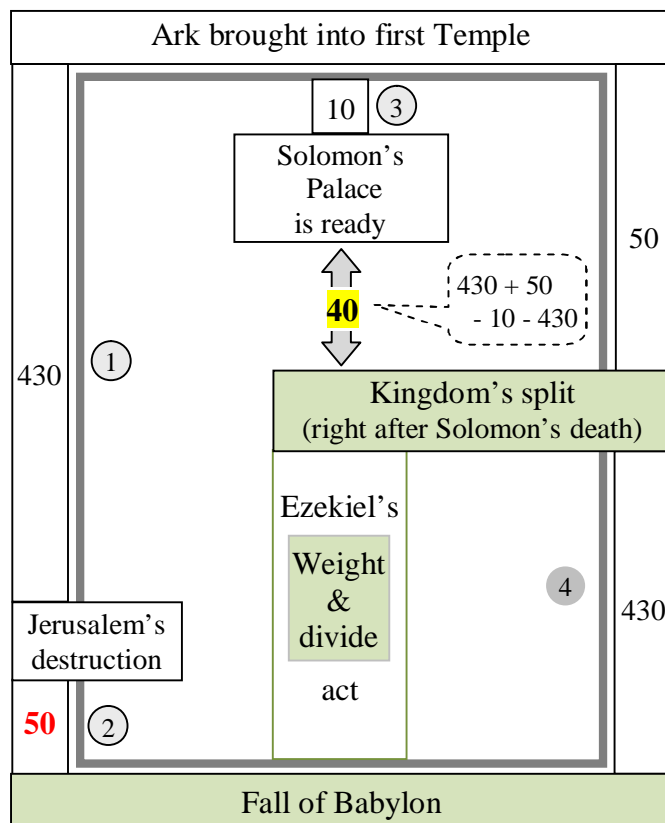 Ark brought into first Temple
10
3
Solomon's
Palace
is ready
50
40
430 + 50
- 10 - 430
1
430
Kingdom's split
(right after Solomon's death)
Ezekiel's
Weight
&
divide
act
4
430
Jerusalem's
destruction
50
2
Fall of Babylon